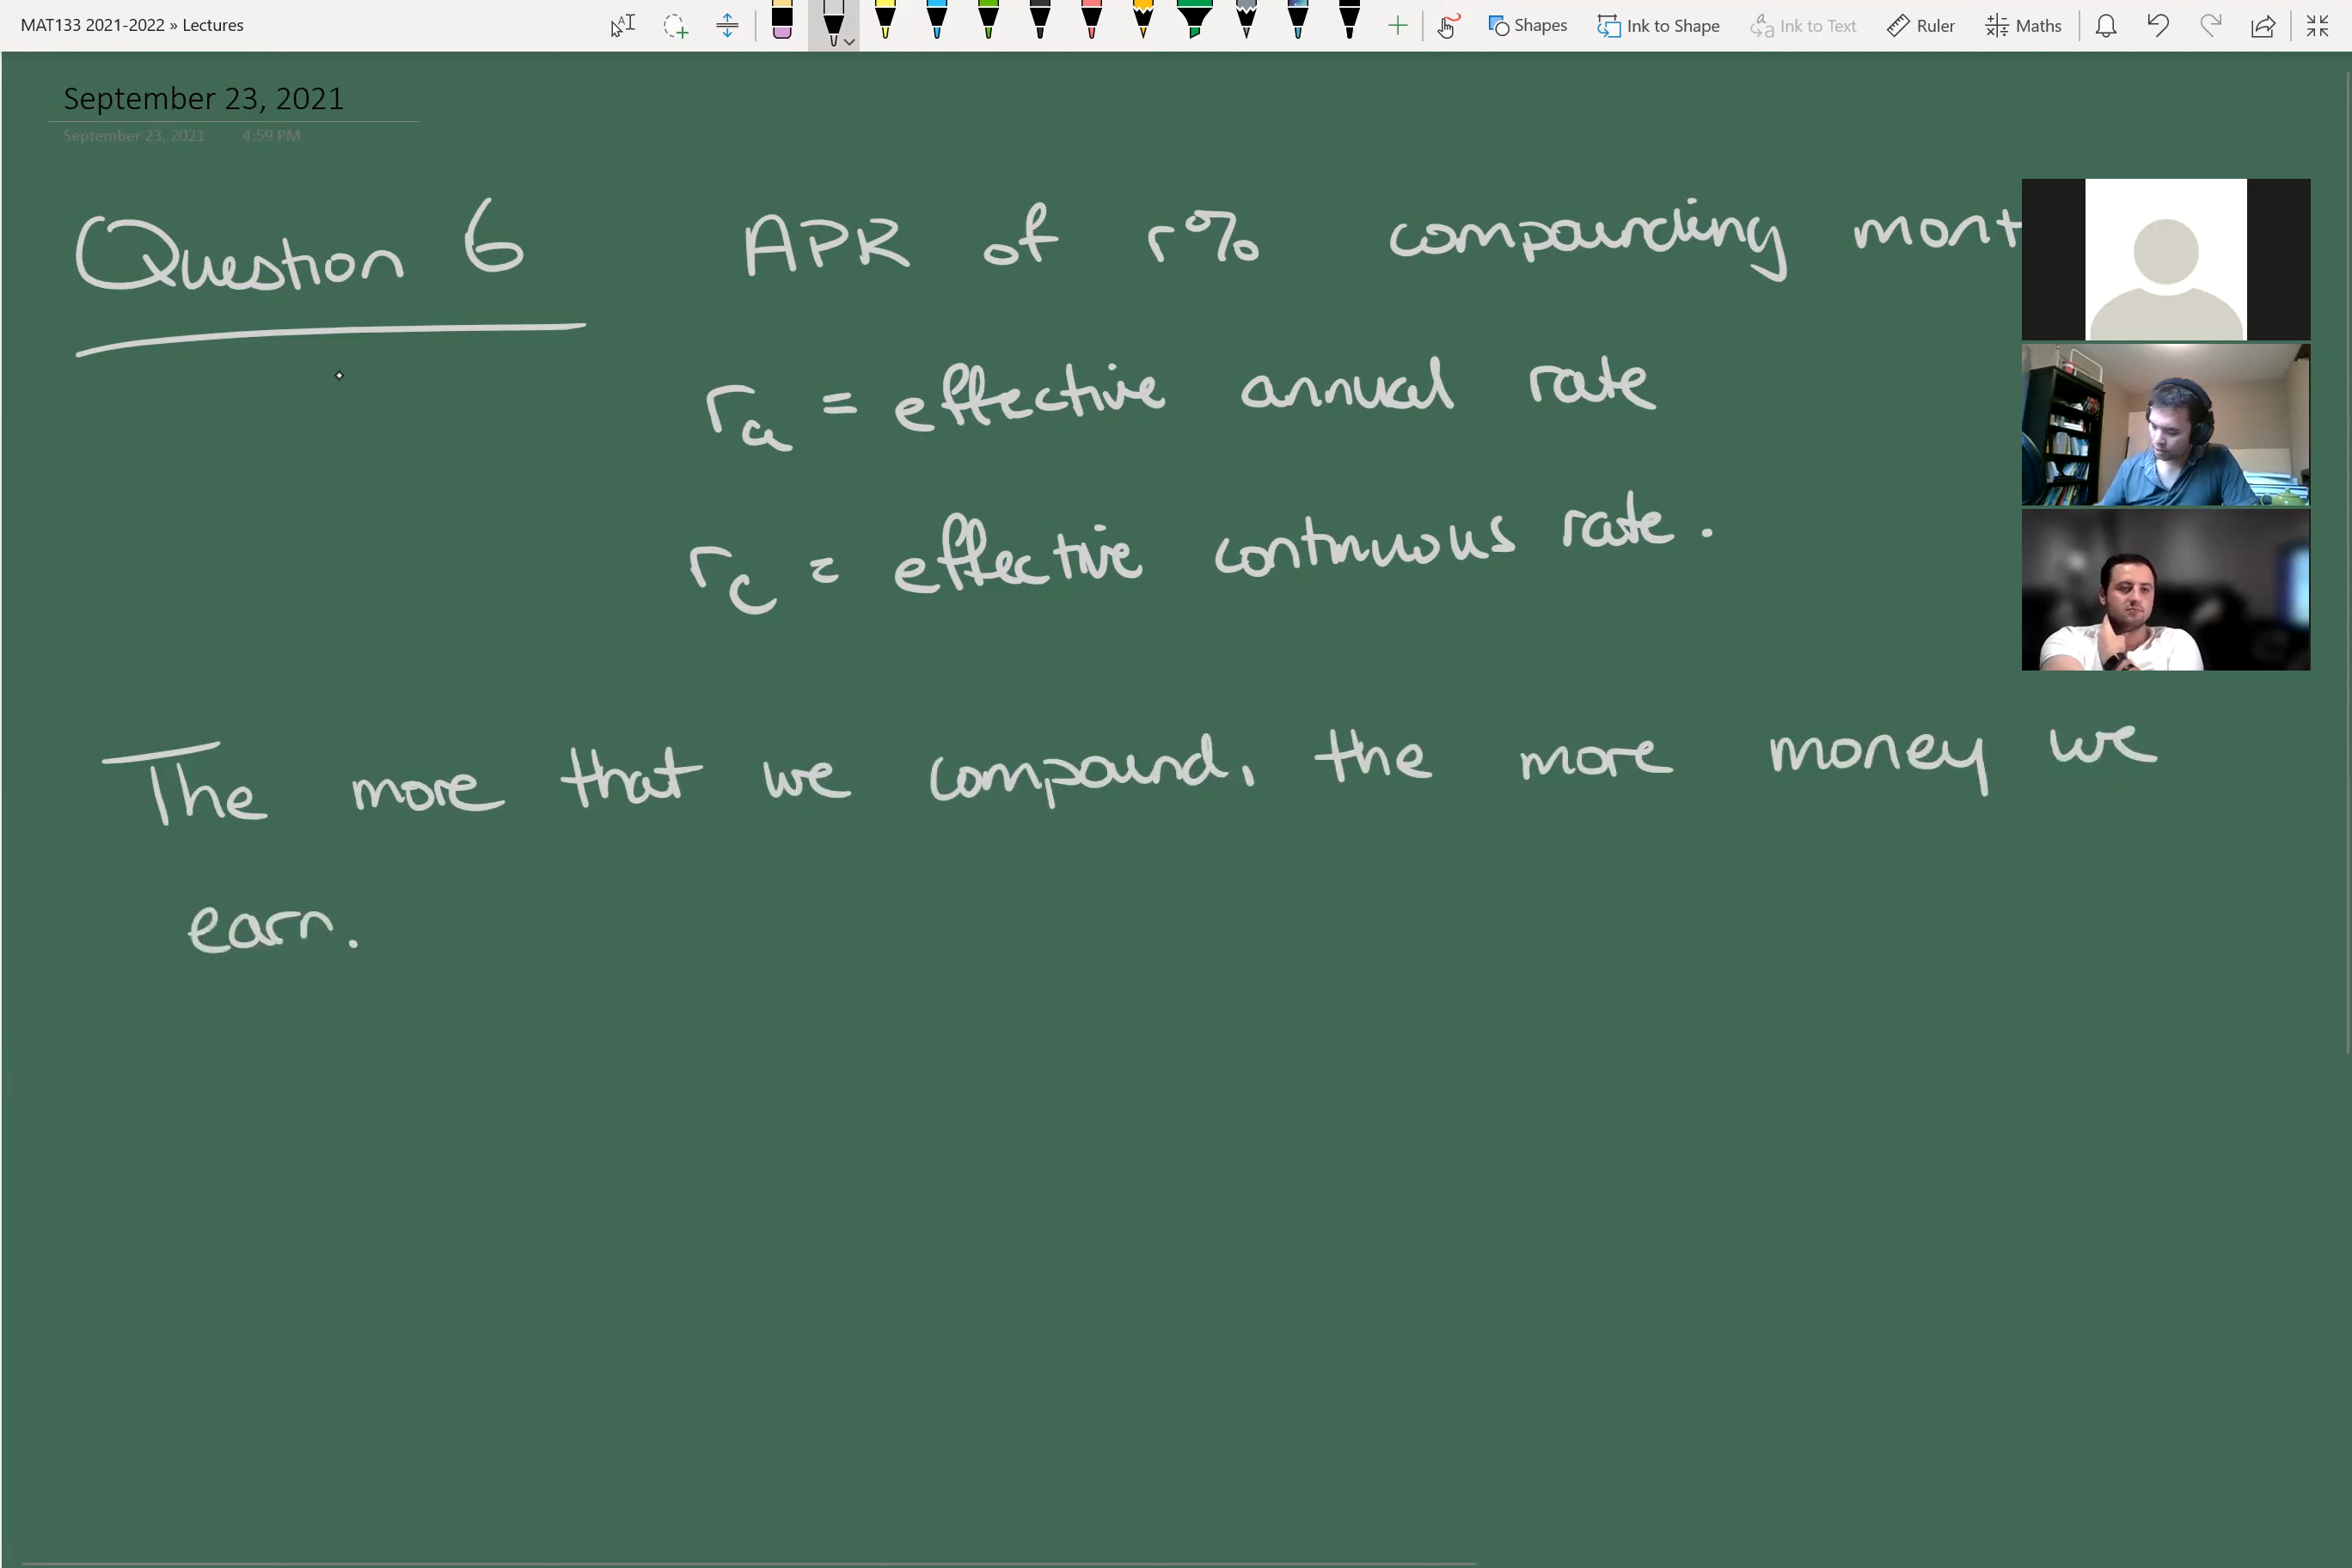 MAT133 2021-2022 » Lectures
Shapes Ink to Shape Ink to Text Ruler Maths
September 23, 2021
September 23, 2021 4:59 PM
Question 6 APR of r% compounding mont
ra = effective annual rate
rc = effective continuous rate.
The more that we compound, the more money we
earn.